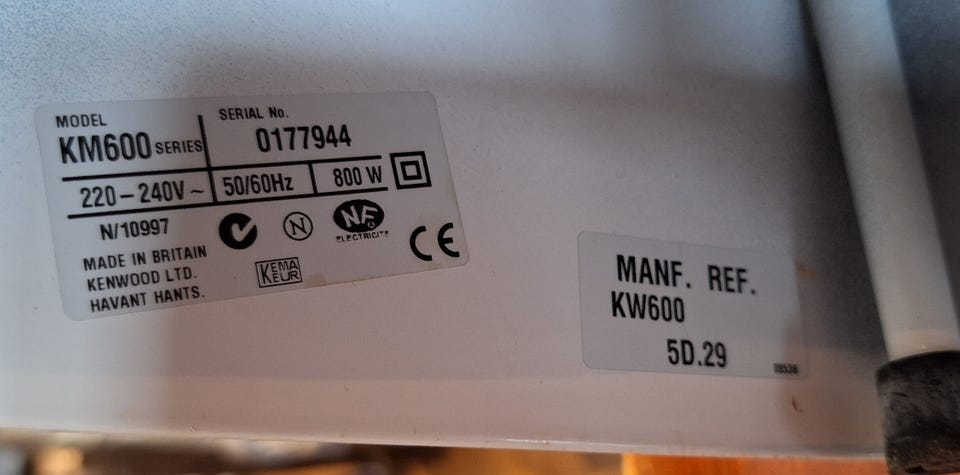 MODEL
KM600 SERIES
SERIAL No.
0177944
220-240V ~
50/60Hz
800 W
N/10997
N
NF
ELECTRICITE
MADE IN BRITAIN
KENWOOD LTD.
HAVANT HANTS.
KEMA
KEUR
CE
MANF. REF.
KW600
5D.29